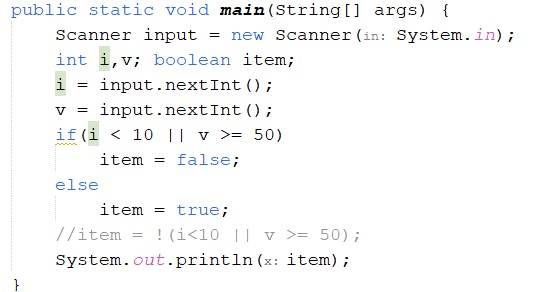 public static void main(String[] args) {
    Scanner input = new Scanner(in: System.in);
    int i,v; boolean item;
    i = input.nextInt();
    v = input.nextInt();
    if(i < 10 || v >= 50)
        item = false;
    else
        item = true;
    //item = !(i<10 || v >= 50);
    System.out.println(x: item);
}